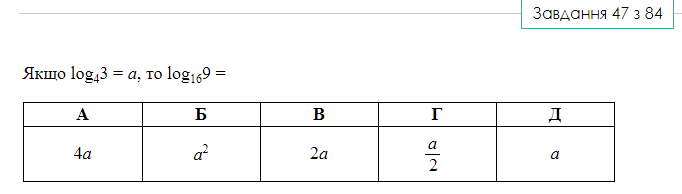 Завдання 47 з 84
Якщо log₄3 = a, то log₁₆9 =
А Б В Г Д
4a a² 2a a/2 a